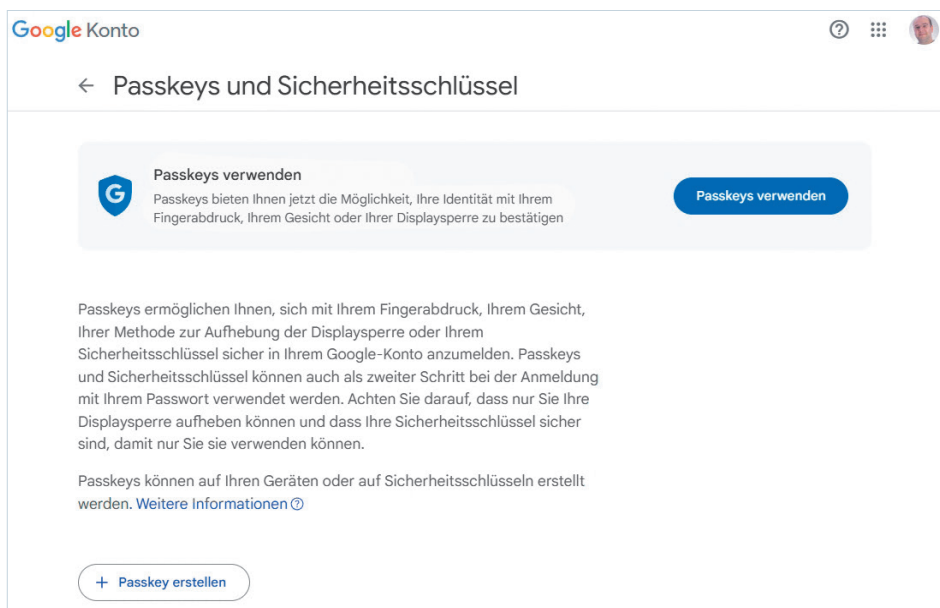 Google Konto
← Passkeys und Sicherheitsschlüssel
Passkeys verwenden
Passkeys bieten Ihnen jetzt die Möglichkeit, Ihre Identität mit Ihrem
Fingerabdruck, Ihrem Gesicht oder Ihrer Displaysperre zu bestätigen
Passkeys verwenden
Passkeys ermöglichen Ihnen, sich mit Ihrem Fingerabdruck, Ihrem Gesicht,
Ihrer Methode zur Aufhebung der Displaysperre oder Ihrem
Sicherheitsschlüssel sicher in Ihrem Google-Konto anzumelden. Passkeys
und Sicherheitsschlüssel können auch als zweiter Schritt bei der Anmeldung
mit Ihrem Passwort verwendet werden. Achten Sie darauf, dass nur Sie Ihre
Displaysperre aufheben können und dass Ihre Sicherheitsschlüssel sicher
sind, damit nur Sie sie verwenden können.
Passkeys können auf Ihren Geräten oder auf Sicherheitsschlüsseln erstellt
werden. Weitere Informationen
+ Passkey erstellen